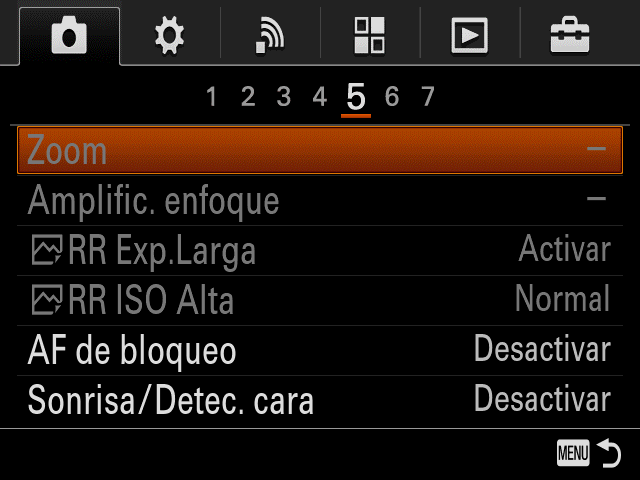 1 2 3 4 5 6 7
Zoom –
Amplific. enfoque –
RR Exp.Larga Activar
RR ISO Alta Normal
AF de bloqueo Desactivar
Sonrisa/Detec. cara Desactivar
MENU